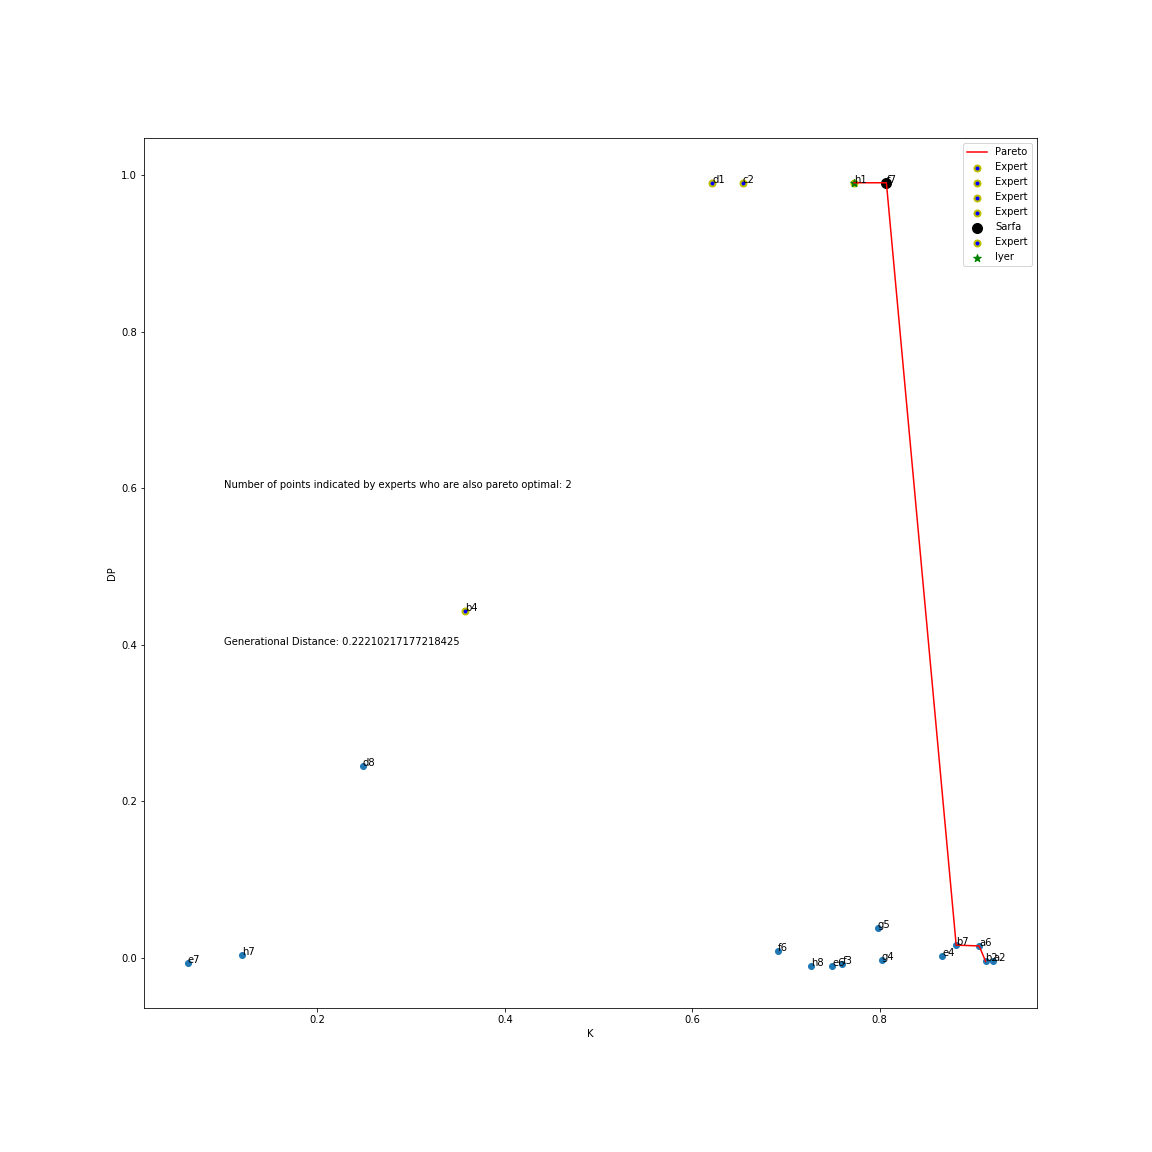 Pareto
Expert
Expert
Expert
Expert
Sarfa
Expert
Iyer
1.0
d1
c2
h1
f7
0.8
0.6
Number of points indicated by experts who are also pareto optimal: 2
DP
b4
0.4
Generational Distance: 0.22210217177218425
d8
0.2
g5
b7
a6
f6
h7
e4
0.0
e7
h8
e6
f3
g4
b2
a2
0.2
0.4
0.6
0.8
K